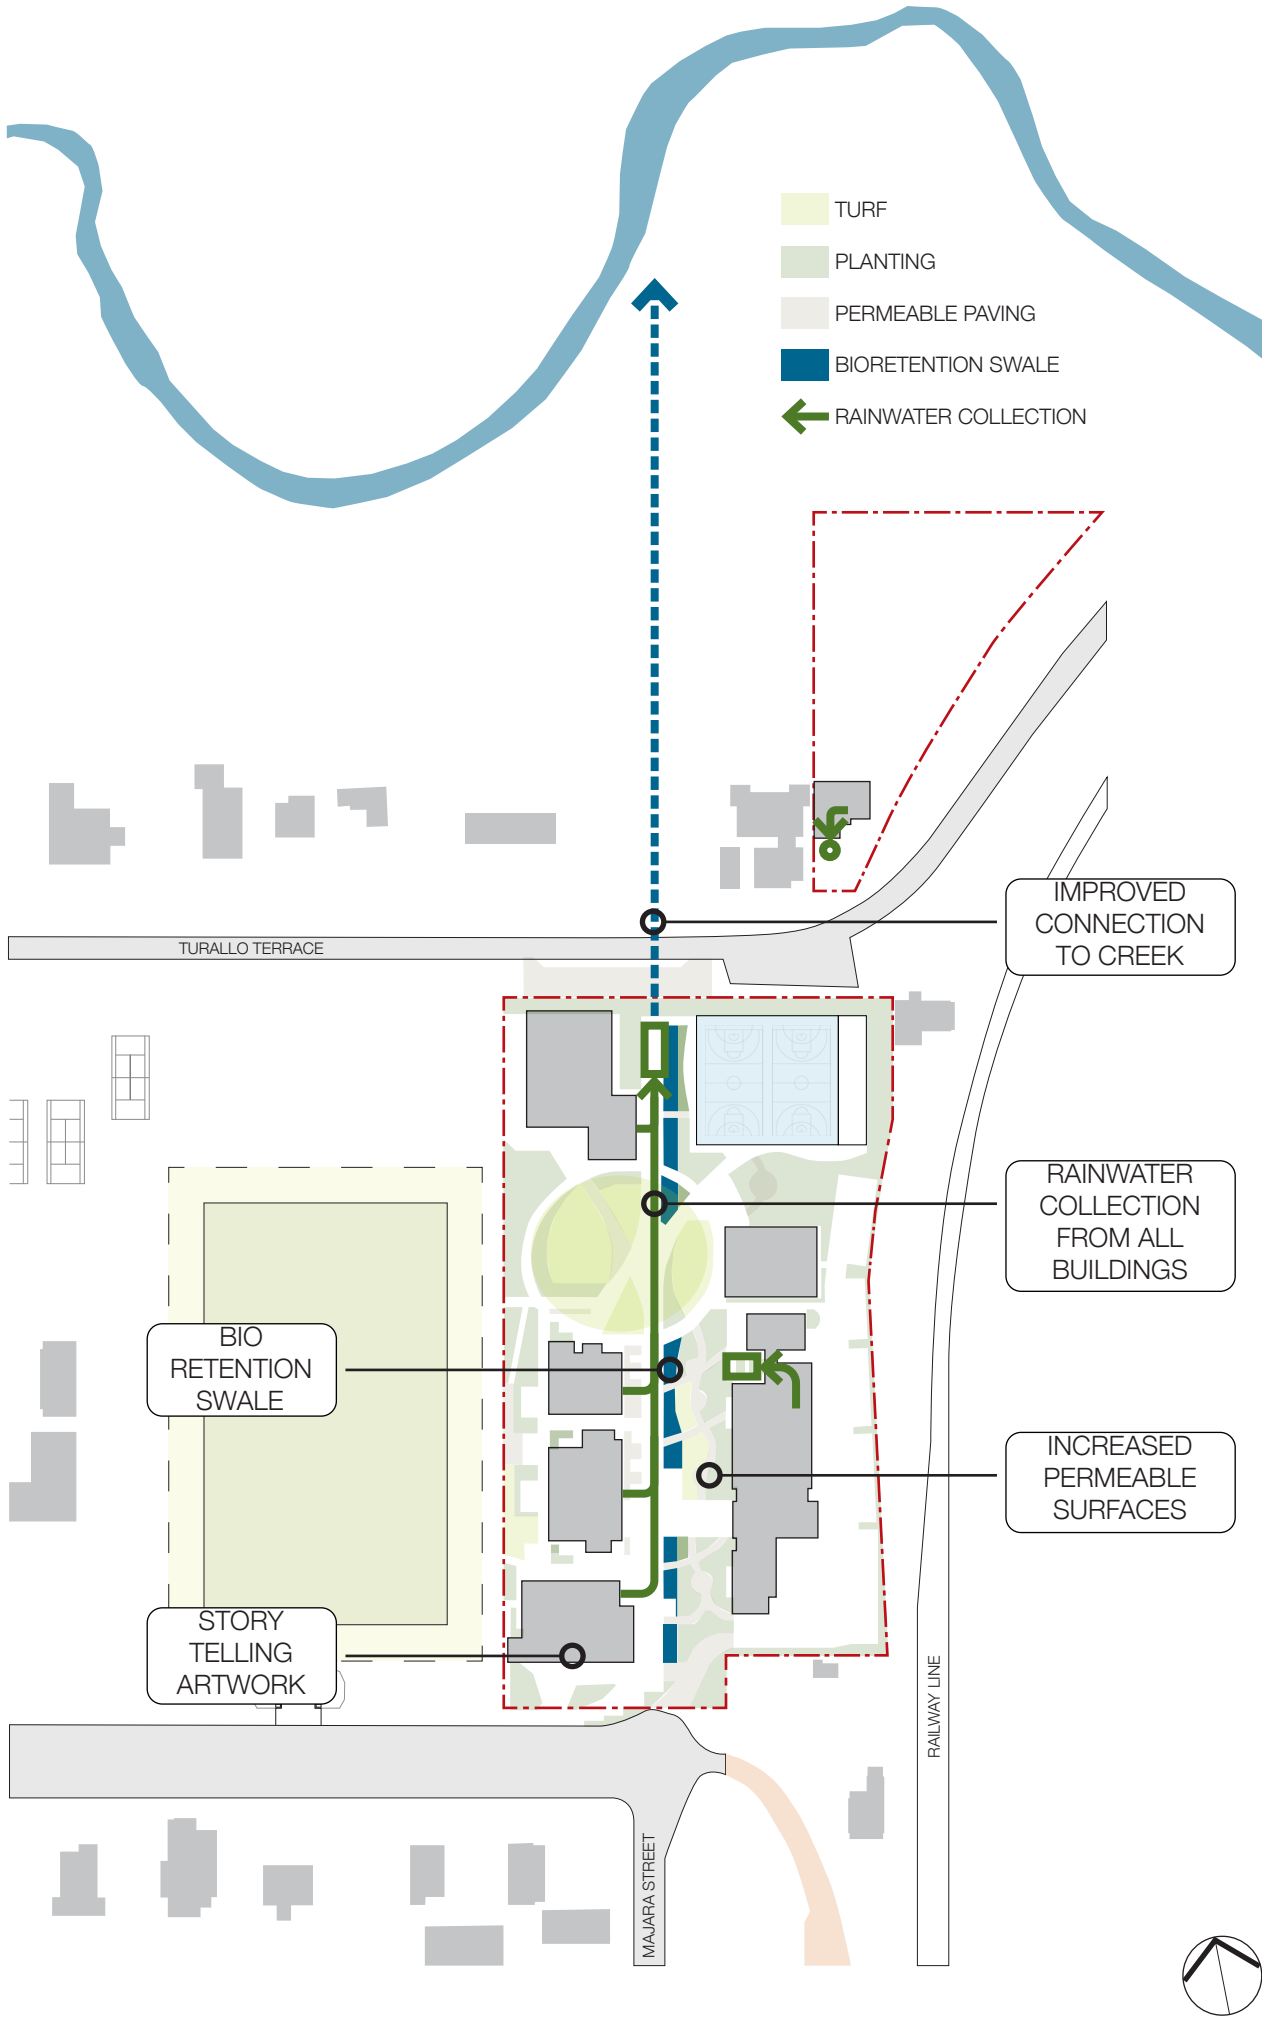 TURF
PLANTING
PERMEABLE PAVING
BIORETENTION SWALE
RAINWATER COLLECTION
IMPROVED
CONNECTION
TO CREEK
TURALLO TERRACE
RAINWATER
COLLECTION
FROM ALL
BUILDINGS
BIO
RETENTION
SWALE
INCREASED
PERMEABLE
SURFACES
STORY
TELLING
ARTWORK
RAILWAY LINE
MAJARA STREET